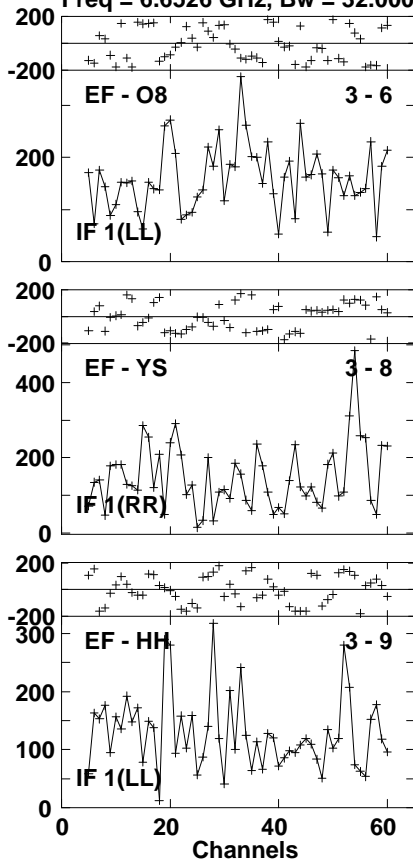 Freq = 6.6526 GHz, Bw = 32.000
200
-200
EF - O8 3 - 6
200
IF 1(LL)
0
200
-200
EF - YS 3 - 8
400
200
IF 1(RR)
0
200
-200
EF - HH 3 - 9
300
200
100
IF 1(LL)
0
0 20 40 60
Channels